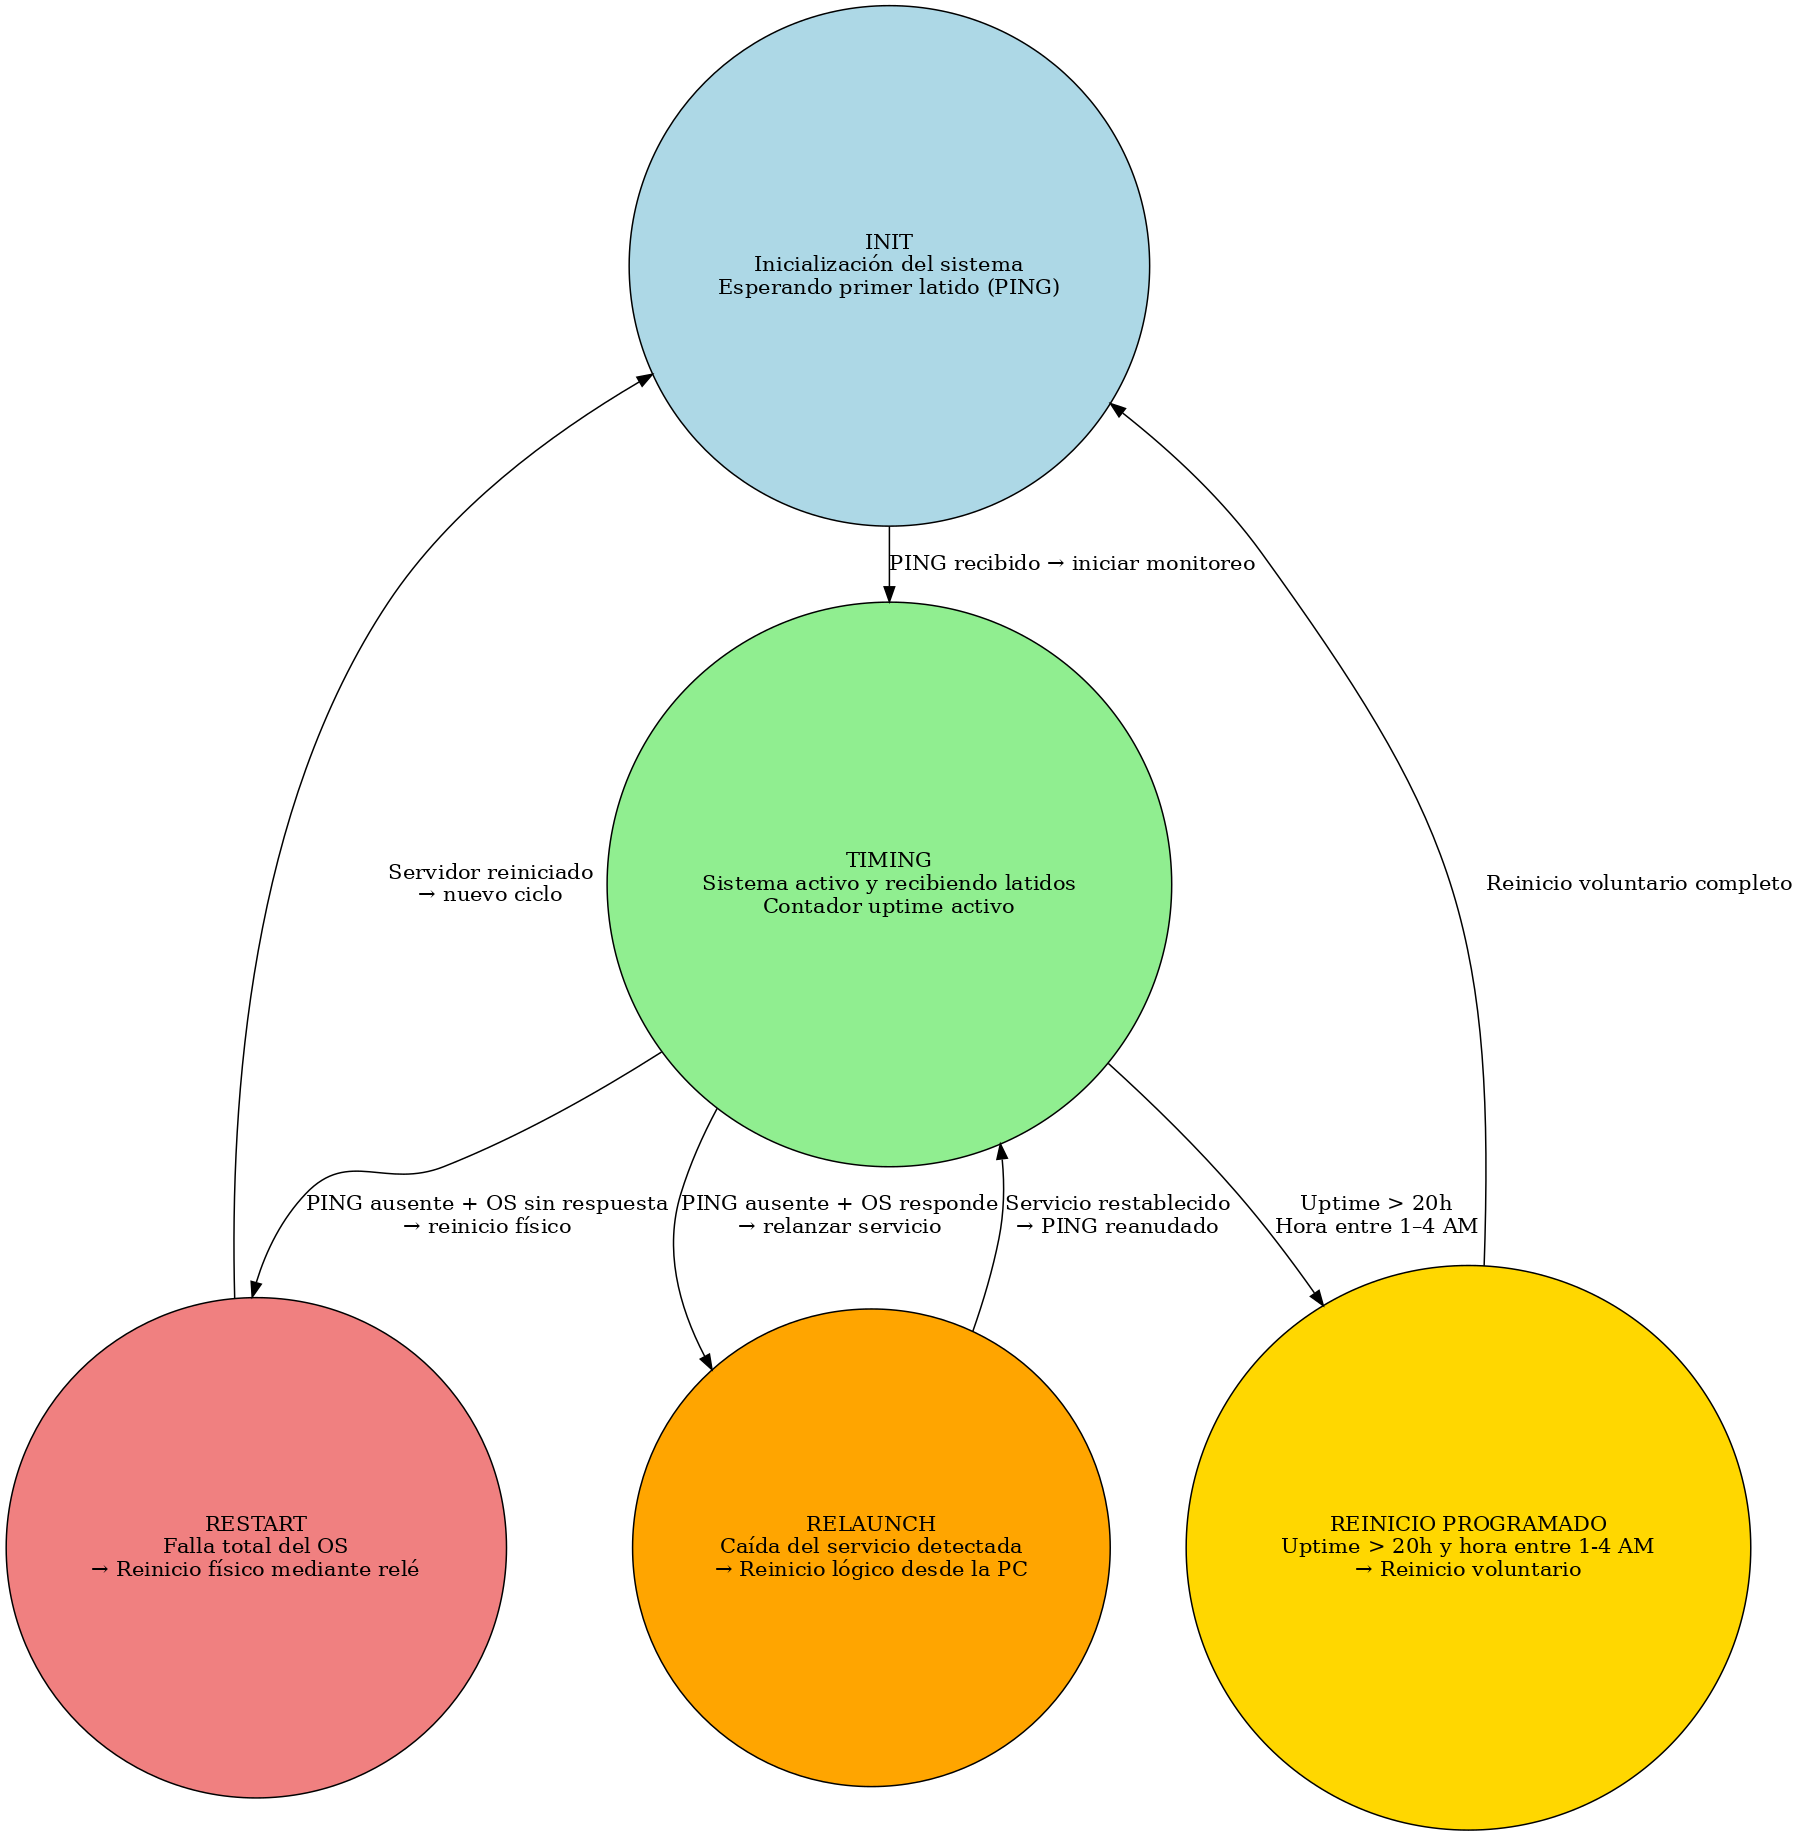 INIT
Inicialización del sistema
Esperando primer latido (PING)
PING recibido → iniciar monitoreo
TIMING
Sistema activo y recibiendo latidos
Contador uptime activo
Servidor reiniciado
→ nuevo ciclo
Reinicio voluntario completo
PING ausente + OS sin respuesta
→ reinicio físico
PING ausente + OS responde
→ relanzar servicio
Servicio restablecido
→ PING reanudado
Uptime > 20h
Hora entre 1–4 AM
RESTART
Falla total del OS
→ Reinicio físico mediante relé
RELAUNCH
Caída del servicio detectada
→ Reinicio lógico desde la PC
REINICIO PROGRAMADO
Uptime > 20h y hora entre 1-4 AM
→ Reinicio voluntario